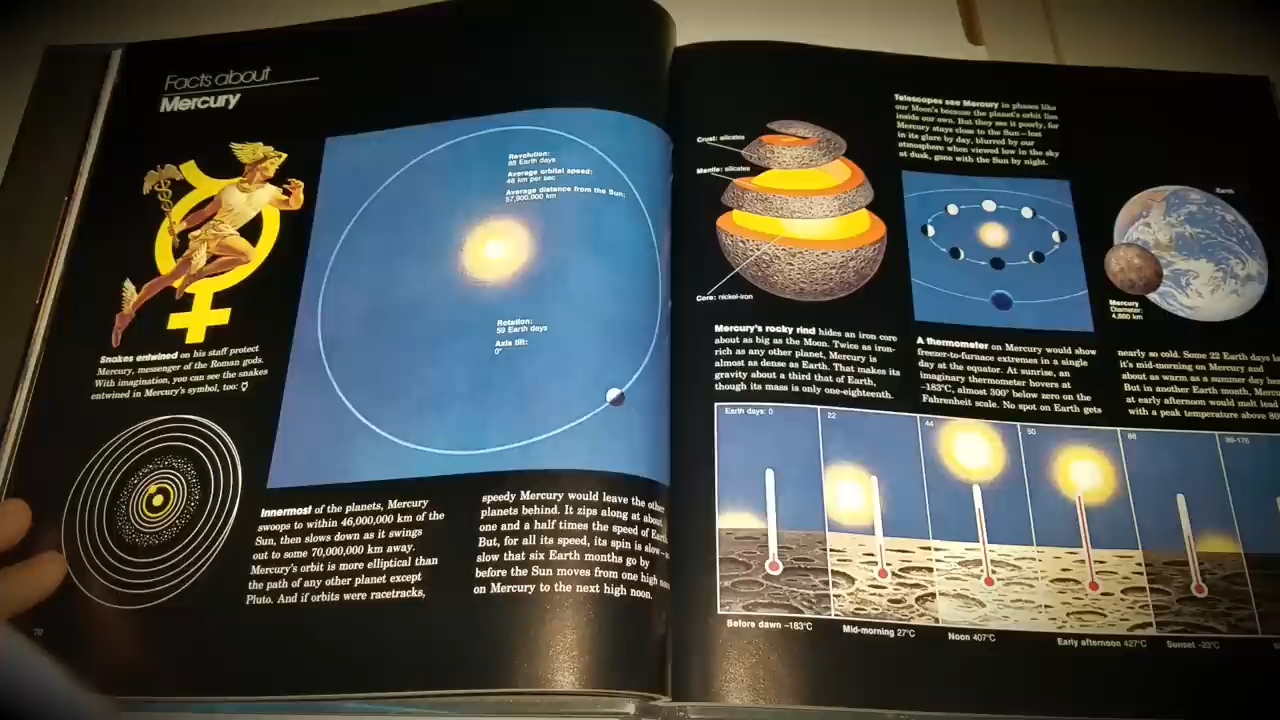 Facts about
Mercury
Snakes entwined on his staff protect
Mercury, messenger of the Roman gods.
With imagination, you can see the snakes
entwined in Mercury's symbol, too: ☿
Revolution:
88 Earth days
Average orbital speed:
48 km per sec
Average distance from the Sun:
57,900,000 km
Rotation:
59 Earth days
Axis tilt:
0°
Innermost of the planets, Mercury
swoops to within 46,000,000 km of the
Sun, then slows down as it swings
out to some 70,000,000 km away.
Mercury's orbit is more elliptical than
the path of any other planet except
Pluto. And if orbits were racetracks,
speedy Mercury would leave the other
planets behind. It zips along at about
one and a half times the speed of Earth.
But, for all its speed, its spin is slow—so
slow that six Earth months go by
before the Sun moves from one high noon
on Mercury to the next high noon.
70
Crust: silicates
Mantle: silicates
Core: nickel-iron
Mercury's rocky rind hides an iron core
about as big as the Moon. Twice as iron-
rich as any other planet, Mercury is
almost as dense as Earth. That makes its
gravity about a third that of Earth,
though its mass is only one-eighteenth.
Telescopes see Mercury in phases like
our Moon's because the planet's orbit lies
inside our own. But they see it poorly, for
Mercury stays close to the Sun—lost
in its glare by day, blurred by our
atmosphere when viewed low in the sky
at dusk, gone with the Sun by night.
Earth
Mercury
Diameter:
4,880 km
A thermometer on Mercury would show
freezer-to-furnace extremes in a single
day at the equator. At sunrise, an
imaginary thermometer hovers at
-183°C, almost 300° below zero on the
Fahrenheit scale. No spot on Earth gets
nearly so cold. Some 22 Earth days
it's mid-morning on Mercury and
about as warm as a summer day
But in another Earth month,
at early afternoon would melt lead
with a peak temperature above
Earth days: 0
22
44
50
88
88-176
Before dawn -183°C
Mid-morning 27°C
Noon 407°C
Early afternoon 427°C
Sunset -23°C